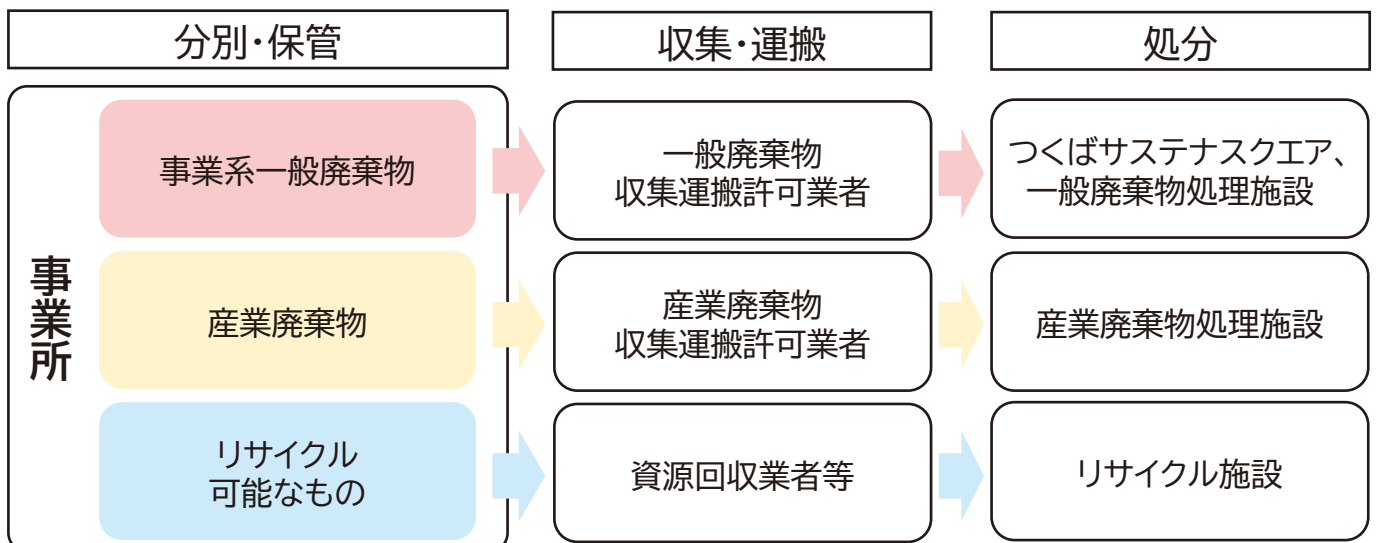 分別・保管
収集・運搬
処分
事業所
事業系一般廃棄物
一般廃棄物
収集運搬許可業者
つくばサステナスクエア、
一般廃棄物処理施設
産業廃棄物
産業廃棄物
収集運搬許可業者
産業廃棄物処理施設
リサイクル
可能なもの
資源回収業者等
リサイクル施設